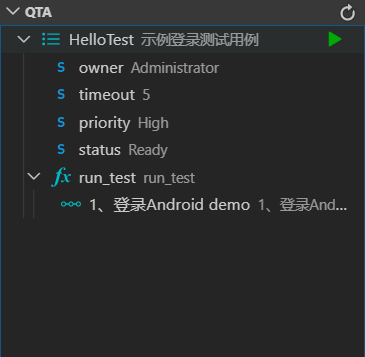 QTA
HelloTest 示例登录测试用例
owner Administrator
timeout 5
priority High
status Ready
run_test run_test
1、登录Android demo 1、登录And...